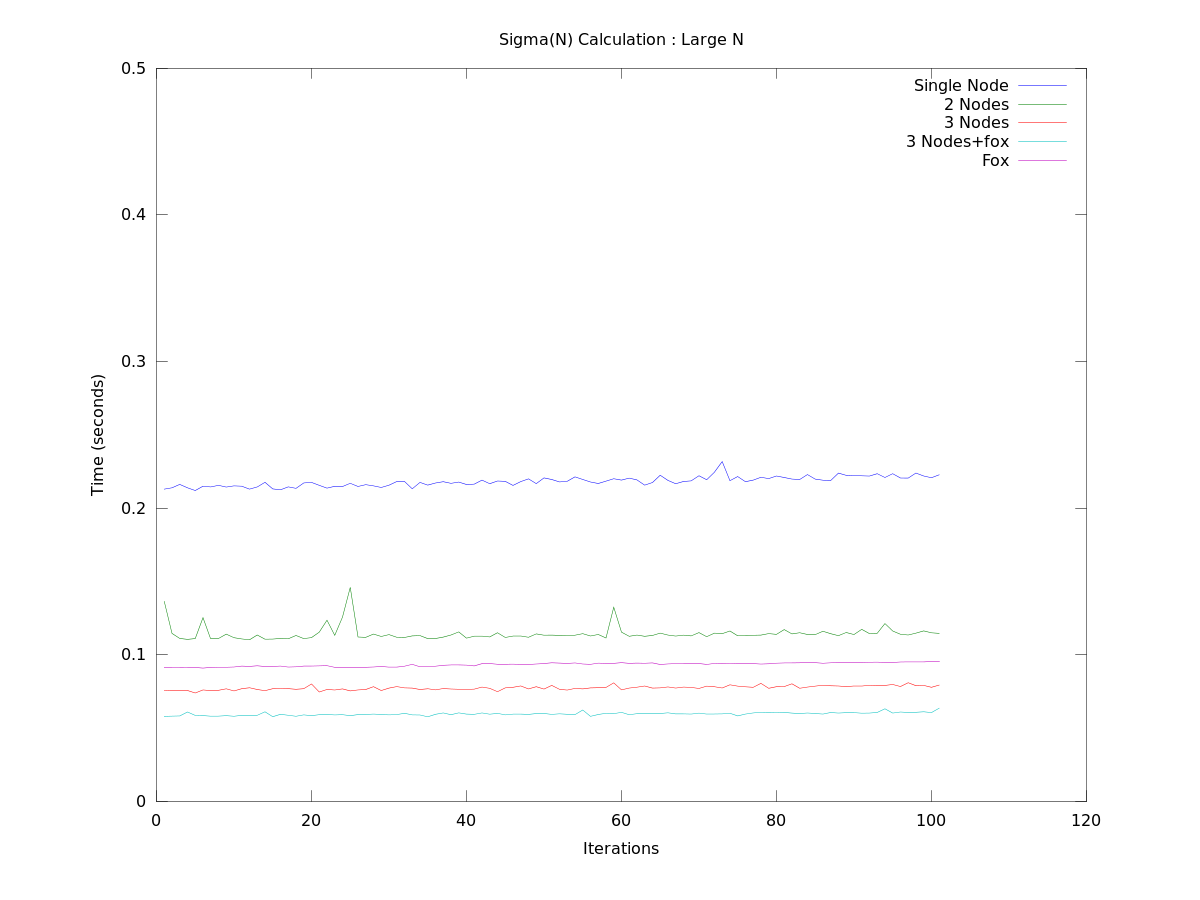 Sigma(N) Calculation : Large N
0.5
0.4
0.3
0.2
0.1
0
Time (seconds)
Single Node
2 Nodes
3 Nodes
3 Nodes+fox
Fox
0 20 40 60 80 100 120
Iterations